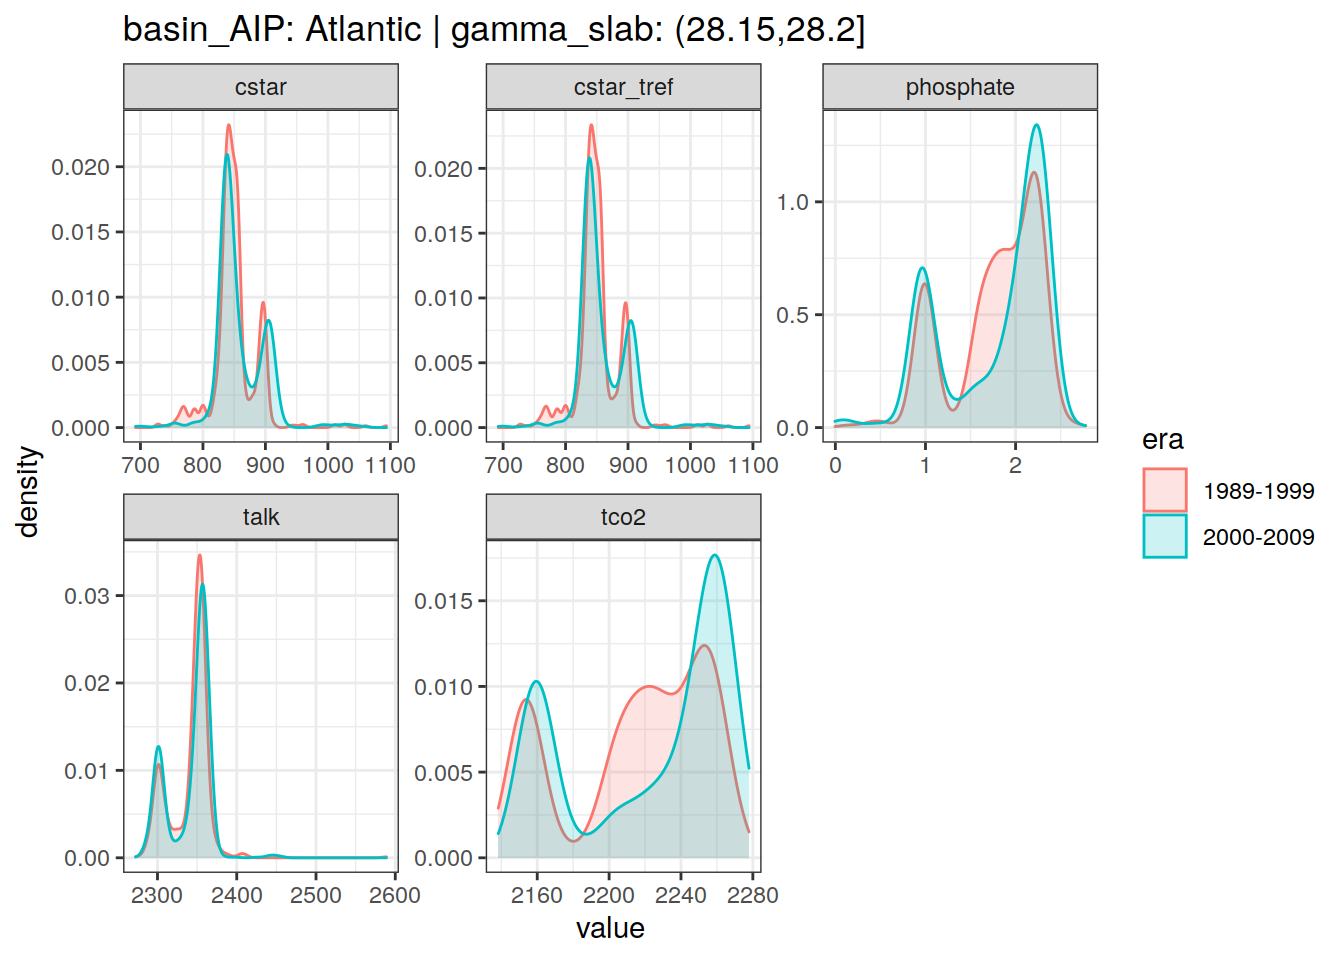 basin_AIP: Atlantic | gamma_slab: (28.15,28.2]
cstar
cstar_tref
phosphate
0.020
0.015
0.010
0.005
0.000
700 800 900 1000 1100
0.020
0.015
0.010
0.005
0.000
700 800 900 1000 1100
1.0
0.5
0.0
0 1 2
density
talk
tco2
0.03
0.02
0.01
0.00
2300 2400 2500 2600
0.015
0.010
0.005
0.000
2160 2200 2240 2280
value
era
1989-1999
2000-2009